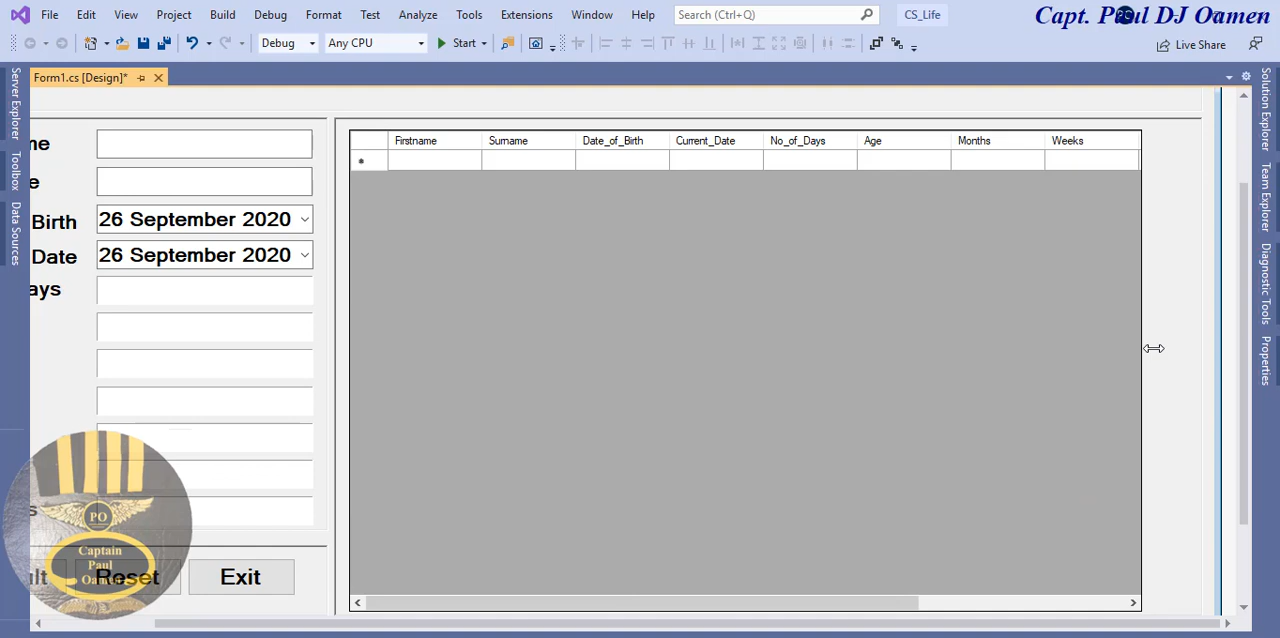 File Edit View Project Build Debug Format Test Analyze Tools Extensions Window Help Search (Ctrl+Q) CS_Life
Capt. Paul DJ Oamen
Debug Any CPU Start Live Share
Form1.cs [Design]*
Server Explorer
Toolbox
Data Sources
Solution Explorer
Team Explorer
Diagnostic Tools
Properties
me
e
Birth 26 September 2020
Date 26 September 2020
ays
s
Firstname Surname Date_of_Birth Current_Date No_of_Days Age Months Weeks
ult Reset Exit
PO
Captain
Paul
Oamen